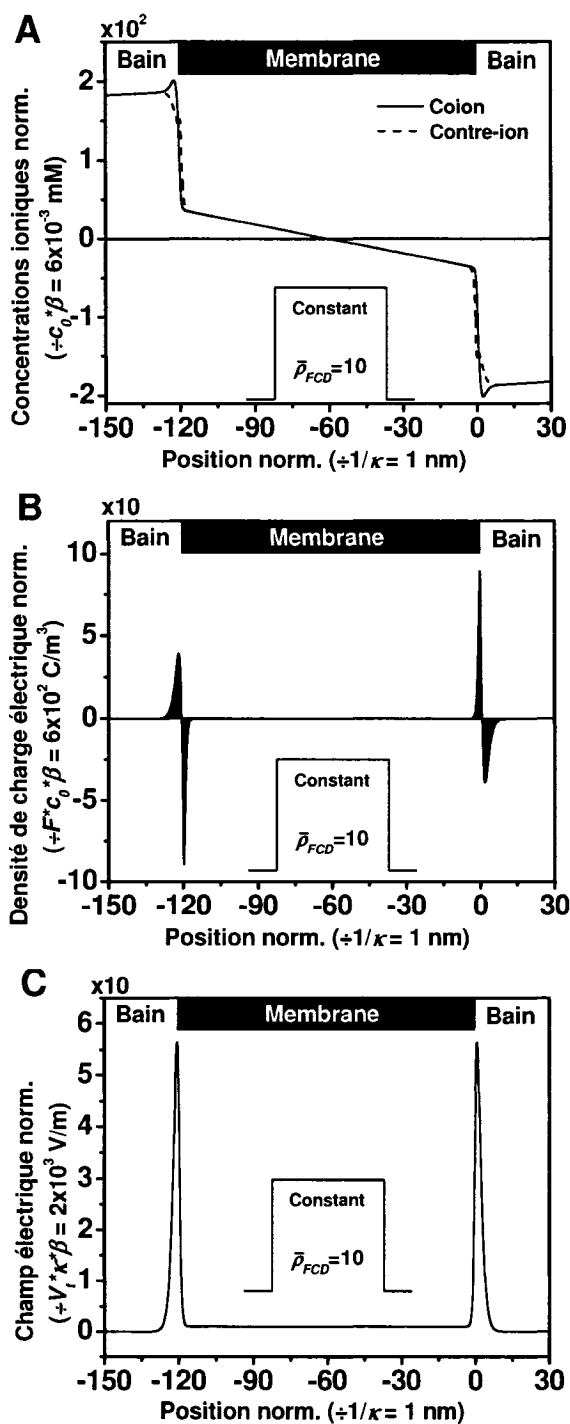 A
x10²
Bain
Membrane
Bain
Coion
Contre-ion
Concentrations ioniques norm.
(÷c₀*β = 6x10⁻³ mM)
2
1
0
-1
-2
Constant
ρ̄FCD=10
-150 -120 -90 -60 -30 0 30
Position norm. (÷1/κ= 1 nm)
B
x10
Bain
Membrane
Bain
Densité de charge électrique norm.
(÷F*c₀*β = 6x10² C/m³)
10
5
0
-5
-10
Constant
ρ̄FCD=10
-150 -120 -90 -60 -30 0 30
Position norm. (÷1/κ= 1 nm)
C
x10
Bain
Membrane
Bain
Champ électrique norm.
(÷Vₜ*κ*β = 2x10³ V/m)
6
5
4
3
2
1
0
Constant
ρ̄FCD=10
-150 -120 -90 -60 -30 0 30
Position norm. (÷1/κ= 1 nm)